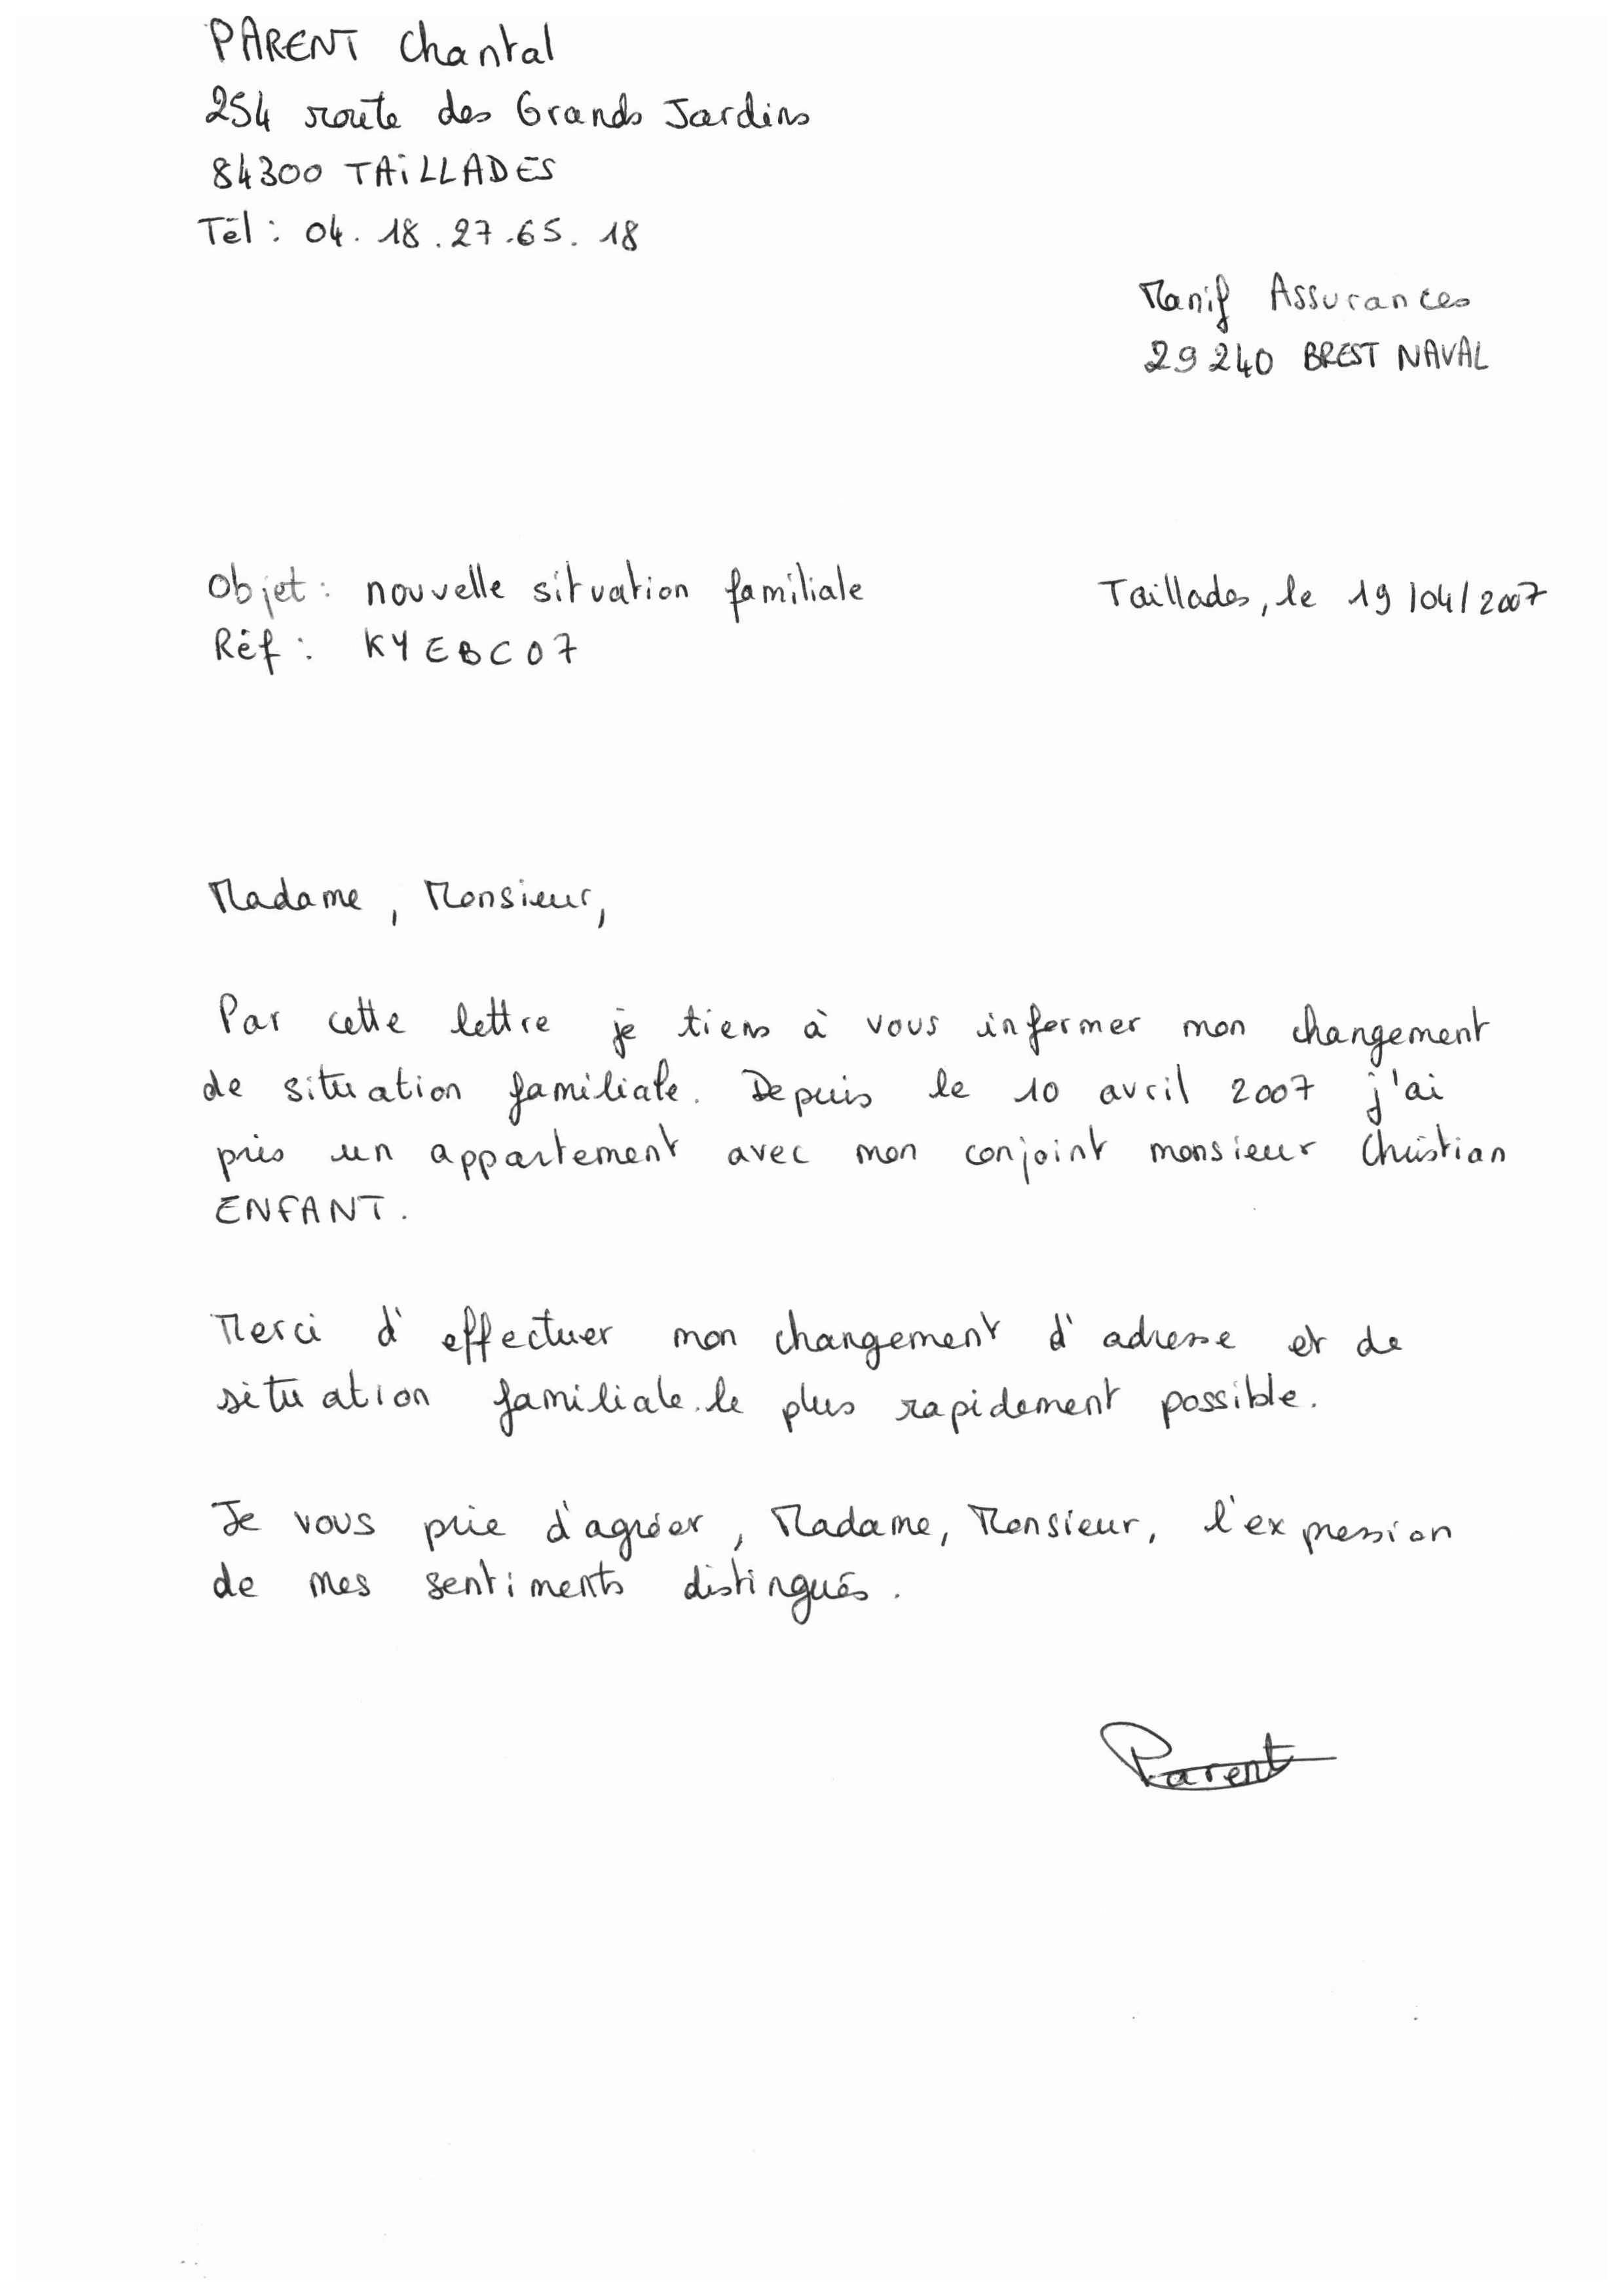 PARENT Chantal
254 route des Grands Jardins
84300 TAiLLADES
Tél : 04. 18. 27. 65. 18
Manif Assurances
29240 BREST NAVAL
Objet : nouvelle situation familiale
Taillades, le 19/04/2007
Réf : KYEBC07
Madame, Monsieur,
Par cette lettre je tiens à vous informer mon changement
de situation familiale. Depuis le 10 avril 2007 j'ai
pris un appartement avec mon conjoint monsieur Christian
ENFANT.
Merci d'effectuer mon changement d'adresse et de
situation familiale.le plus rapidement possible.
Je vous prie d'agréer, Madame, Monsieur, l'expression
de mes sentiments distingués.
Parent